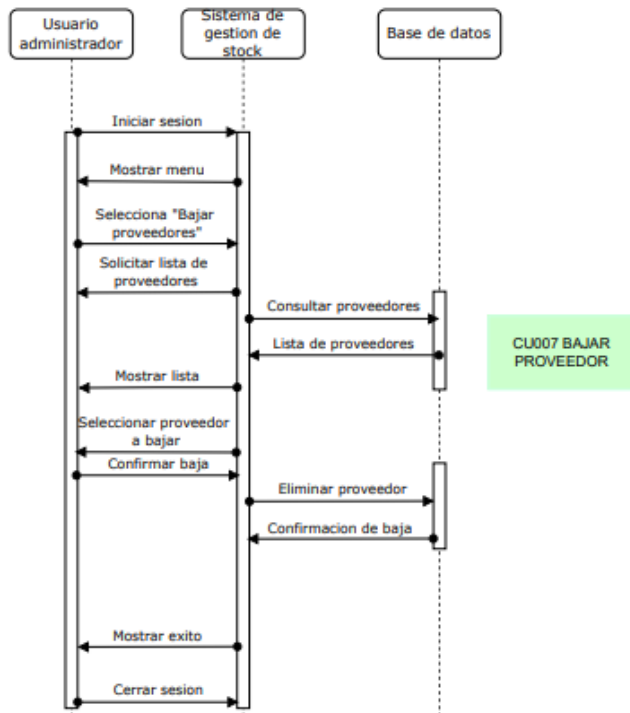 Usuario
administrador
Sistema de
gestion de
stock
Base de datos
Iniciar sesion
Mostrar menu
Selecciona "Bajar
proveedores"
Solicitar lista de
proveedores
Consultar proveedores
Lista de proveedores
CU007 BAJAR
PROVEEDOR
Mostrar lista
Seleccionar proveedor
a bajar
Confirmar baja
Eliminar proveedor
Confirmacion de baja
Mostrar exito
Cerrar sesion